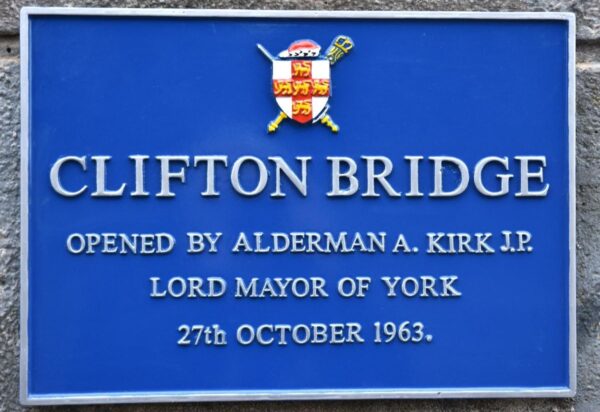 CLIFTON BRIDGE
OPENED BY ALDERMAN A. KIRK J.P.
LORD MAYOR OF YORK
27th OCTOBER 1963.